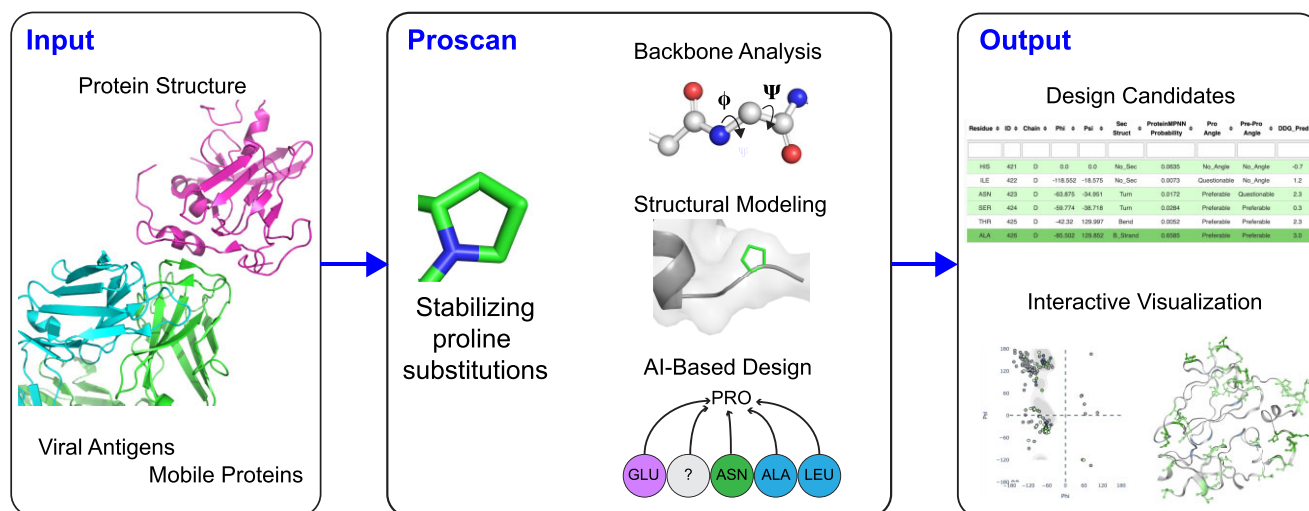 Input
Protein Structure
Viral Antigens
Mobile Proteins
Proscan
Stabilizing
proline
substitutions
Backbone Analysis
ϕ
Ψ
Structural Modeling
AI-Based Design
PRO
GLU ? ASN ALA LEU
Output
Design Candidates
Residue ID Chain Phi Psi Sec Struct ProteinMPNN Probability Pro Angle Pre-Pro Angle DDG_Pred
HIS 421 D 0.0 0.0 No_Sec 0.0635 No_Angle No_Angle -0.7
ILE 422 D -118.552 -18.575 No_Sec 0.0073 Questionable No_Angle 1.2
ASN 423 D -63.875 -34.951 Turn 0.0172 Preferable Questionable 2.3
SER 424 D -59.774 -38.718 Turn 0.0284 Preferable Preferable 0.3
THR 425 D -42.32 129.997 Bend 0.0052 Preferable Preferable 2.3
ALA 426 D -85.502 129.852 B_Strand 0.6585 Preferable Preferable 3.0
Interactive Visualization
180
120
60
0
-60
-120
-180
Psi
-180 -120 -60 0 60 120 180
Phi